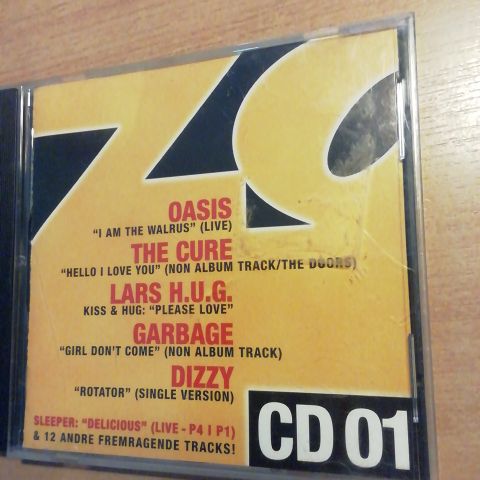 ZO
OASIS
"I AM THE WALRUS" (LIVE)
THE CURE
"HELLO I LOVE YOU" (NON ALBUM TRACK/THE DOORS)
LARS H.U.G.
KISS & HUG: "PLEASE LOVE"
GARBAGE
"GIRL DON'T COME" (NON ALBUM TRACK)
DIZZY
"ROTATOR" (SINGLE VERSION)
SLEEPER: "DELICIOUS" (LIVE - P4 I P1)
& 12 ANDRE FREMRAGENDE TRACKS!
CD 01